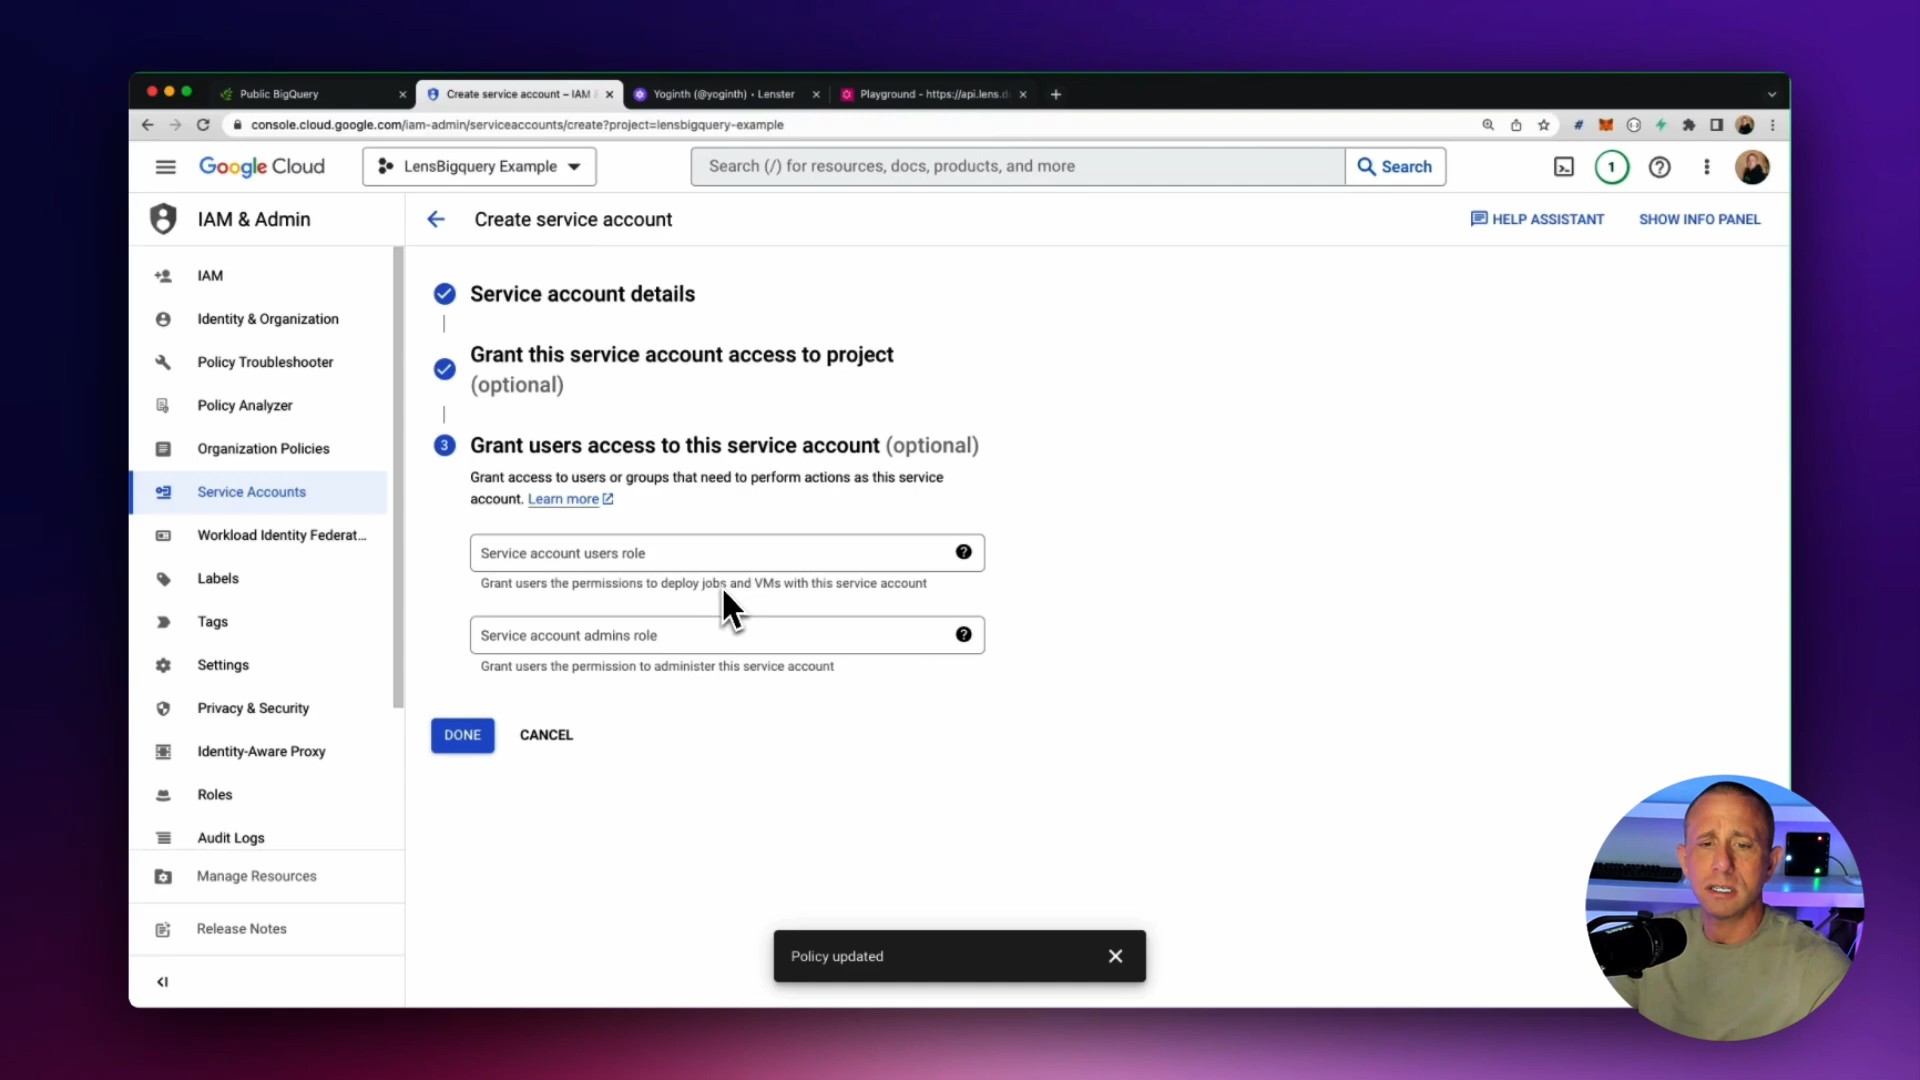 Public BigQuery
Create service account – IAM &
Yoginth (@yoginth) • Lenster
Playground - https://api.lens.d
console.cloud.google.com/iam-admin/serviceaccounts/create?project=lensbigquery-example
Google Cloud
LensBigquery Example
Search (/) for resources, docs, products, and more
Search
1
IAM & Admin
Create service account
HELP ASSISTANT
SHOW INFO PANEL
IAM
Identity & Organization
Policy Troubleshooter
Policy Analyzer
Organization Policies
Service Accounts
Workload Identity Federat...
Labels
Tags
Settings
Privacy & Security
Identity-Aware Proxy
Roles
Audit Logs
Manage Resources
Release Notes
Service account details
Grant this service account access to project
(optional)
3
Grant users access to this service account (optional)
Grant access to users or groups that need to perform actions as this service
account. Learn more
Service account users role
Grant users the permissions to deploy jobs and VMs with this service account
Service account admins role
Grant users the permission to administer this service account
DONE
CANCEL
Policy updated